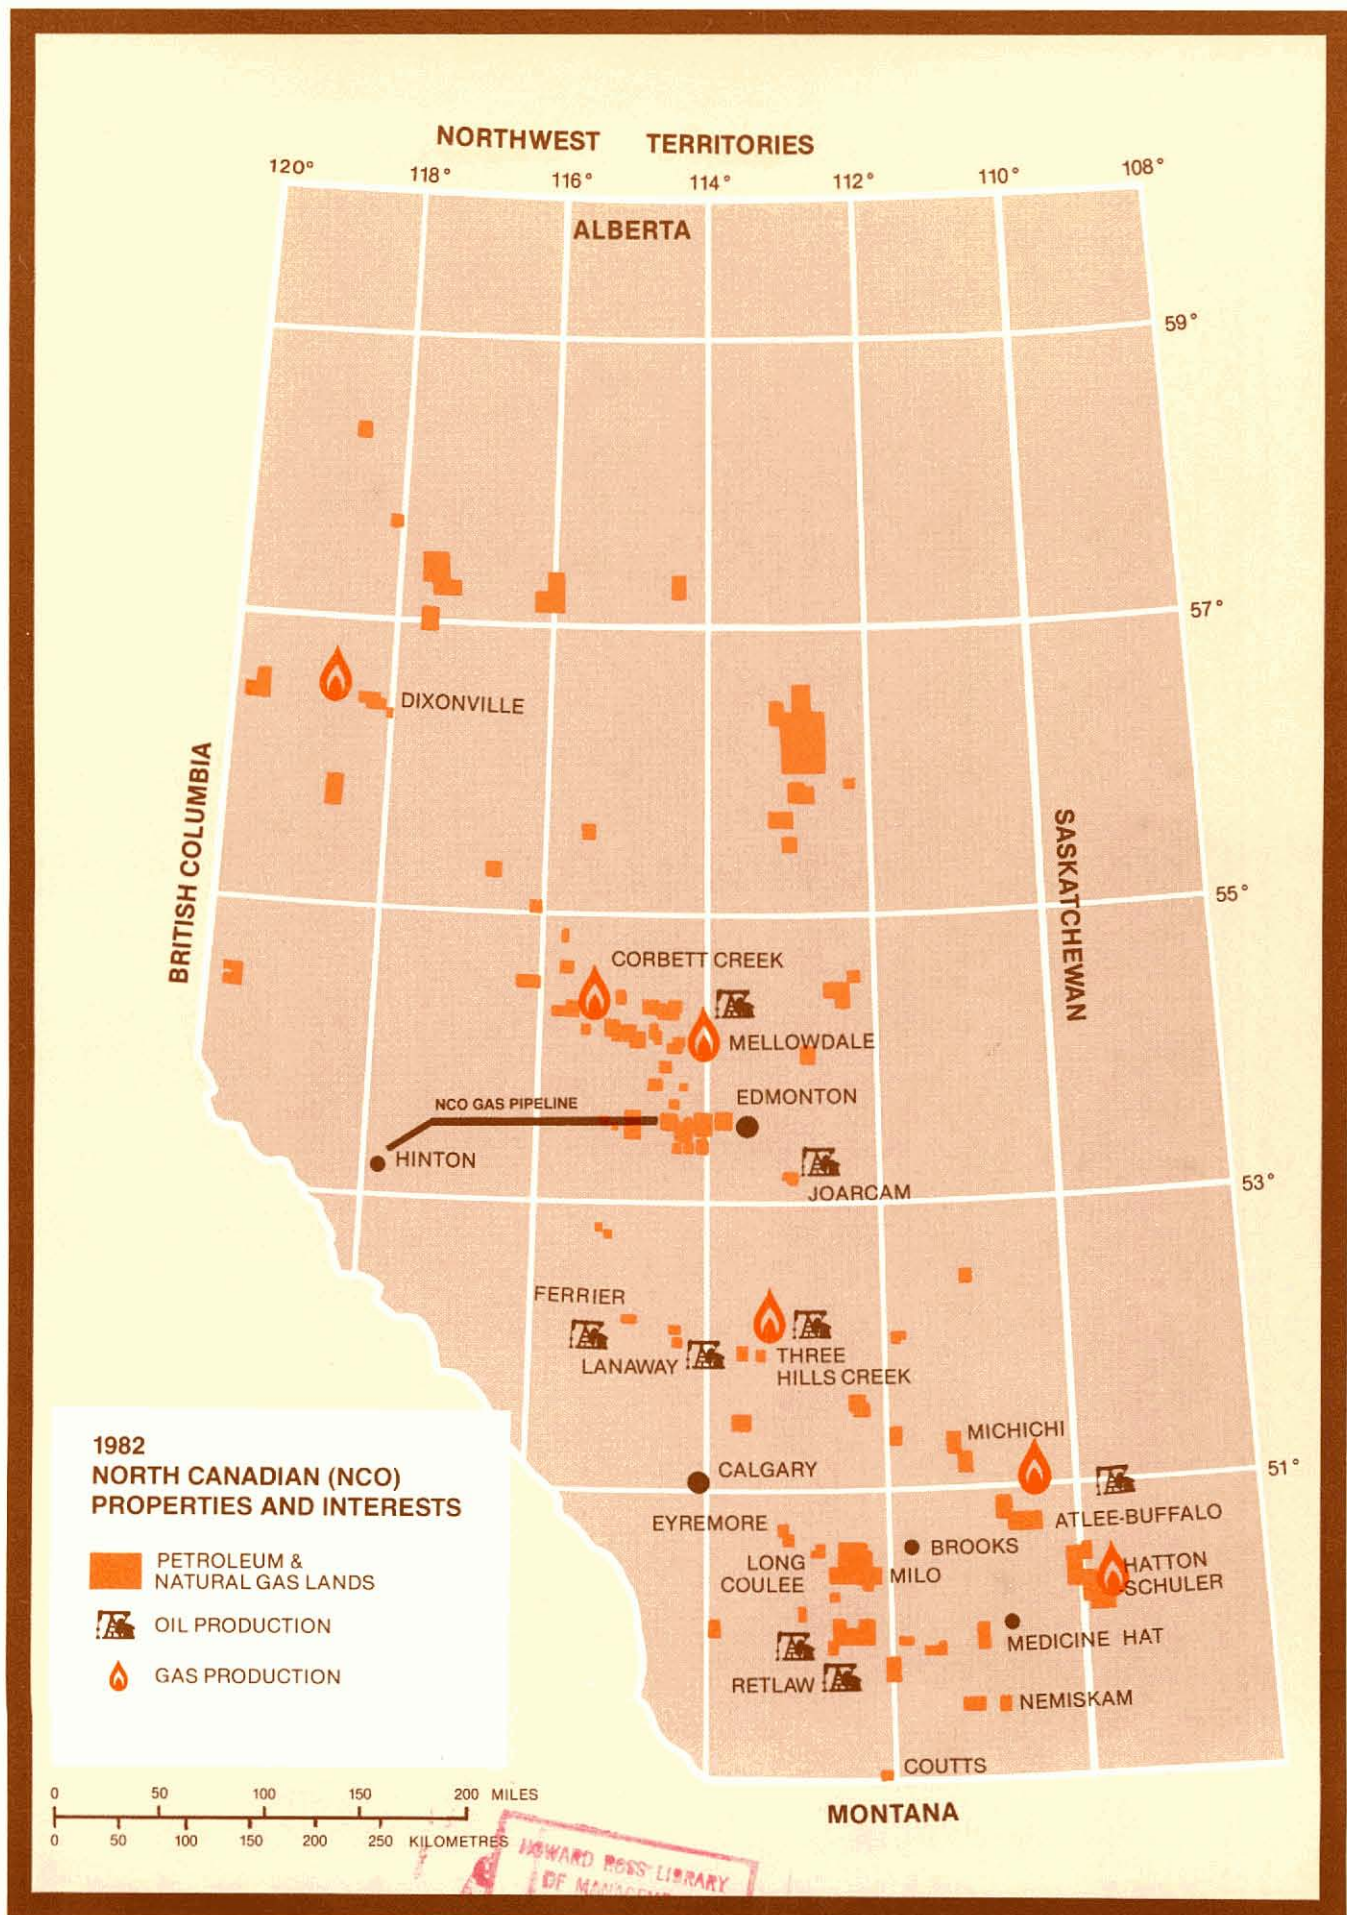 NORTHWEST TERRITORIES
120° 118° 116° 114° 112° 110° 108°
ALBERTA
59°
57°
DIXONVILLE
BRITISH COLUMBIA
SASKATCHEWAN
55°
CORBETT CREEK
MELLOWDALE
EDMONTON
NCO GAS PIPELINE
HINTON
JOARCAM
53°
FERRIER
LANAWAY
THREE
HILLS CREEK
MICHICHI
CALGARY
51°
ATLEE-BUFFALO
EYREMORE
BROOKS
LONG
COULEE
MILO
HATTON
SCHULER
MEDICINE HAT
RETLAW
NEMISKAM
COUTTS
MONTANA
1982
NORTH CANADIAN (NCO)
PROPERTIES AND INTERESTS
PETROLEUM &
NATURAL GAS LANDS
OIL PRODUCTION
GAS PRODUCTION
0 50 100 150 200 MILES
0 50 100 150 200 250 KILOMETRES
HOWARD ROSS LIBRARY
OF